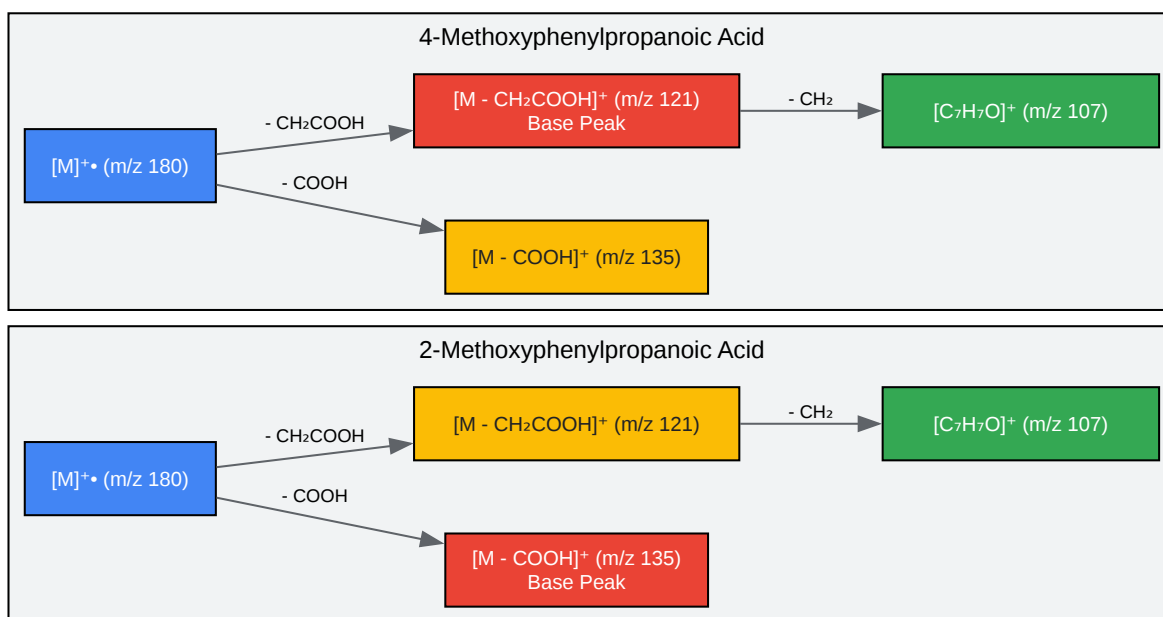 4-Methoxyphenylpropanoic Acid
[M - CH₂COOH]⁺ (m/z 121)
Base Peak
- CH₂
[C₇H₇O]⁺ (m/z 107)
- CH₂COOH
[M]⁺• (m/z 180)
- COOH
[M - COOH]⁺ (m/z 135)
2-Methoxyphenylpropanoic Acid
[M - CH₂COOH]⁺ (m/z 121)
- CH₂
[C₇H₇O]⁺ (m/z 107)
- CH₂COOH
[M]⁺• (m/z 180)
- COOH
[M - COOH]⁺ (m/z 135)
Base Peak